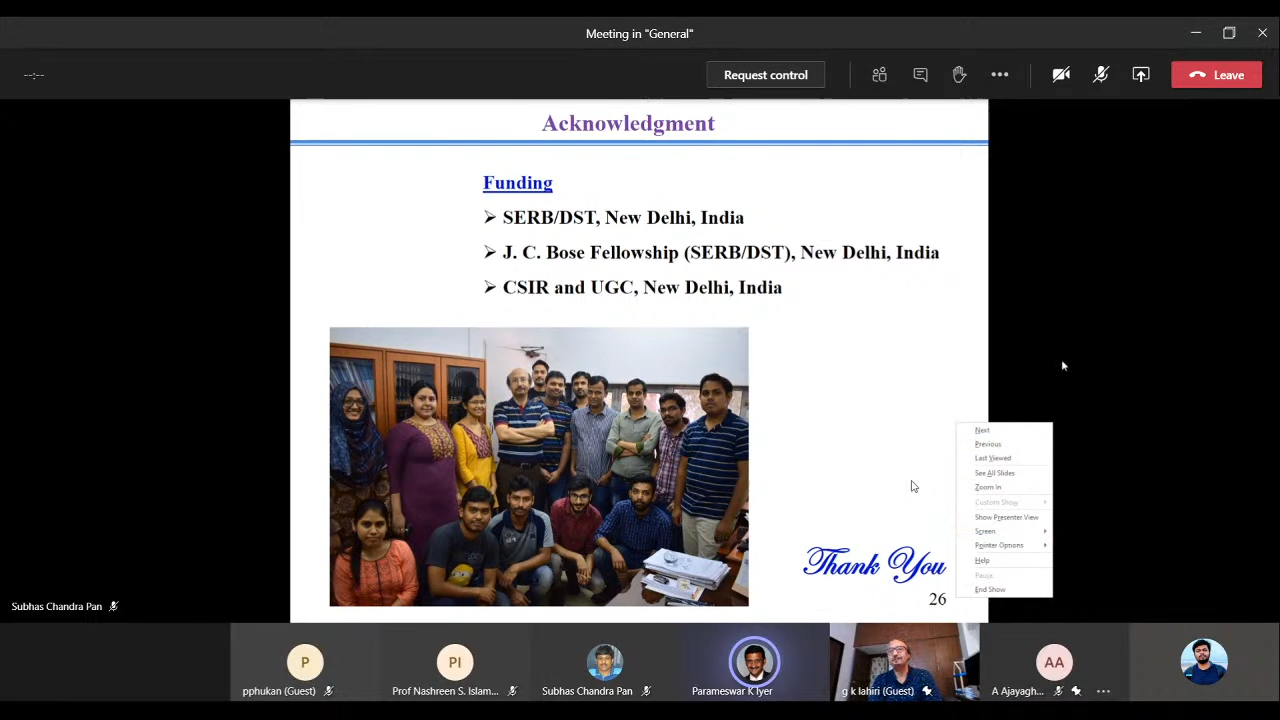 Meeting in "General"
--:--
Request control
Leave
Acknowledgment
Funding
➢ SERB/DST, New Delhi, India
➢ J. C. Bose Fellowship (SERB/DST), New Delhi, India
➢ CSIR and UGC, New Delhi, India
Next
Previous
Last Viewed
See All Slides
Zoom In
Custom Show
Show Presenter View
Screen
Pointer Options
Help
Pause
End Show
Thank You
26
Subhas Chandra Pan
P
PI
AA
pphukan (Guest)
Prof Nashreen S. Islam...
Subhas Chandra Pan
Parameswar K Iyer
g k lahiri (Guest)
A Ajayagh...